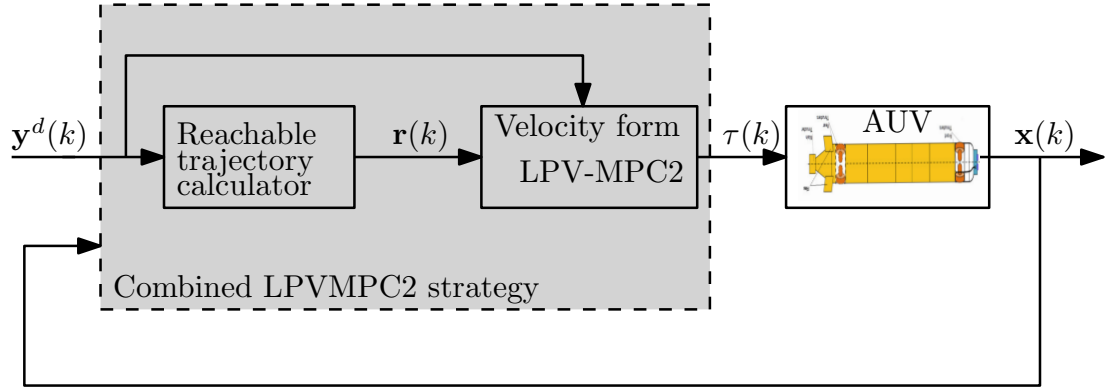 y^d(k)
Reachable
trajectory
calculator
r(k)
Velocity form
LPV-MPC2
τ(k)
AUV
x(k)
Combined LPVMPC2 strategy